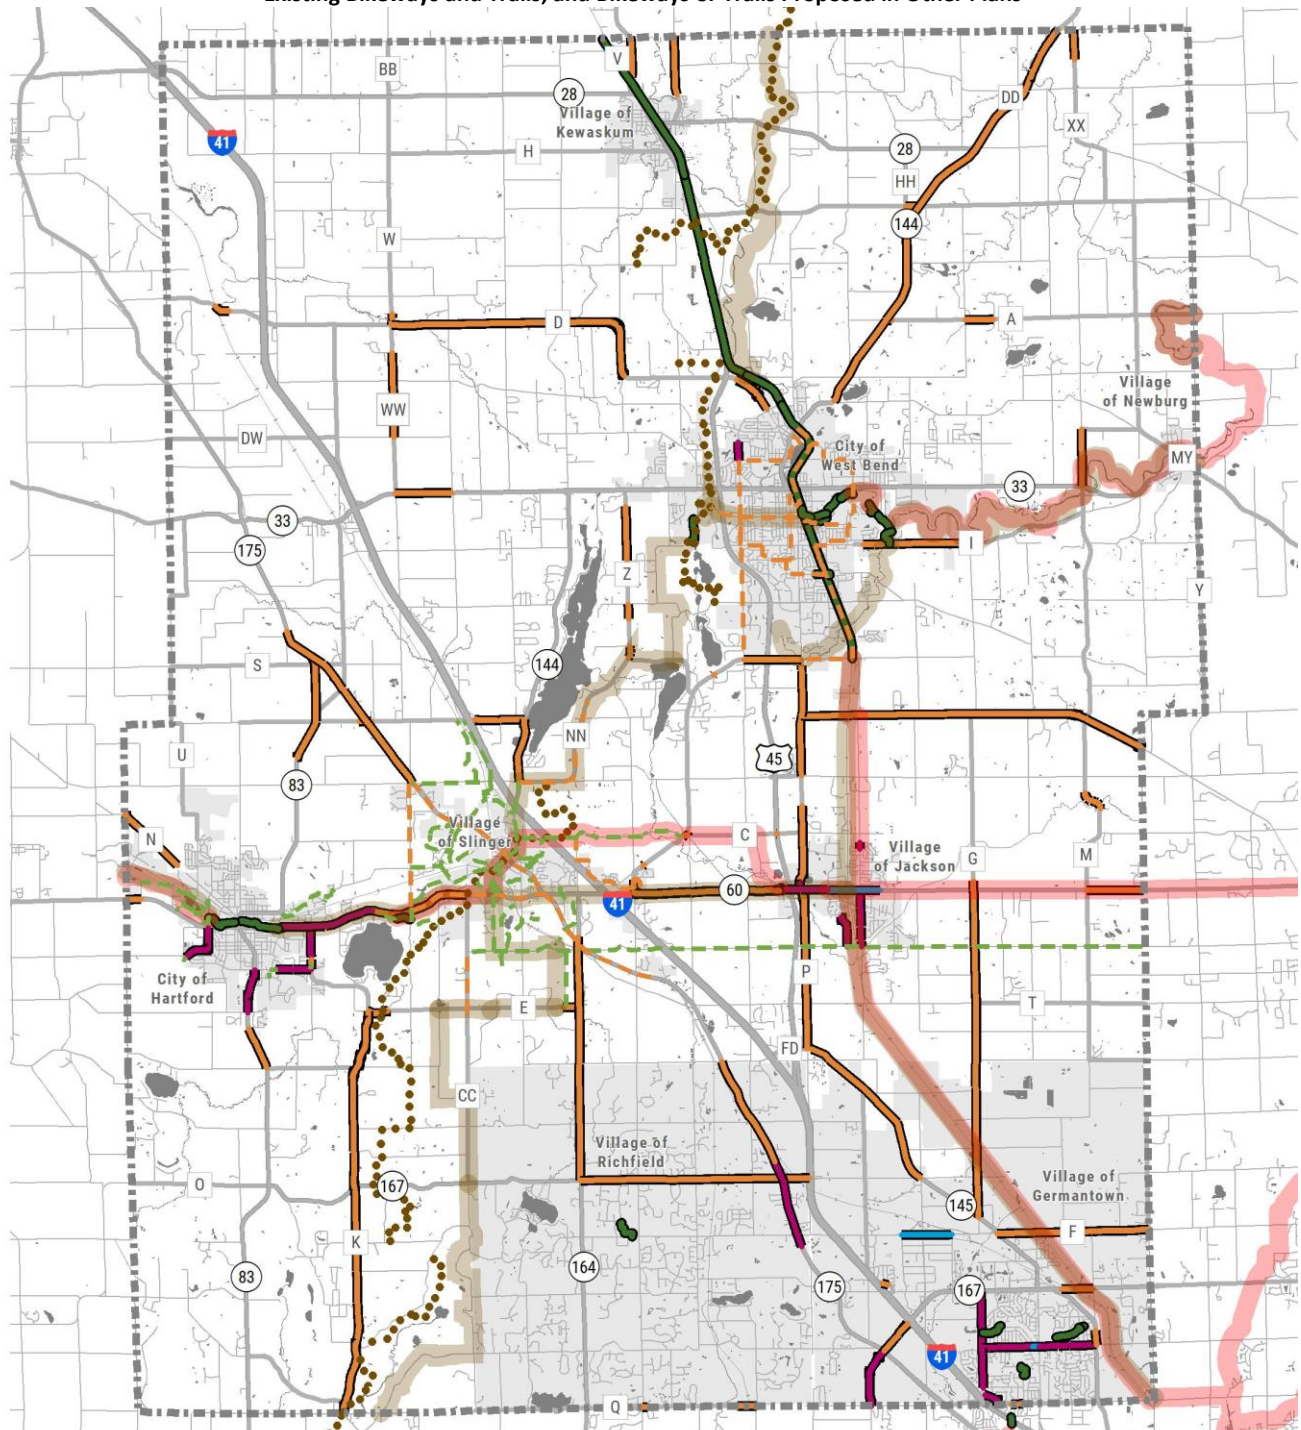 Existing Bikeways and Trails, and Bikeways or Trails Proposed in Other Plans
BB
V
28
Village of
Kewaskum
DD
41
XX
H
28
HH
144
W
D
A
Village
of Newburg
WW
DW
City of
West Bend
MY
33
33
175
I
Z
Y
S
144
NN
U
45
83
N
Village
of Slinger
C
Village
of Jackson
G
M
60
41
City of
Hartford
P
E
T
FD
CC
Village of
Richfield
O
167
Village of
Germantown
145
K
F
164
83
175
167
41
Q